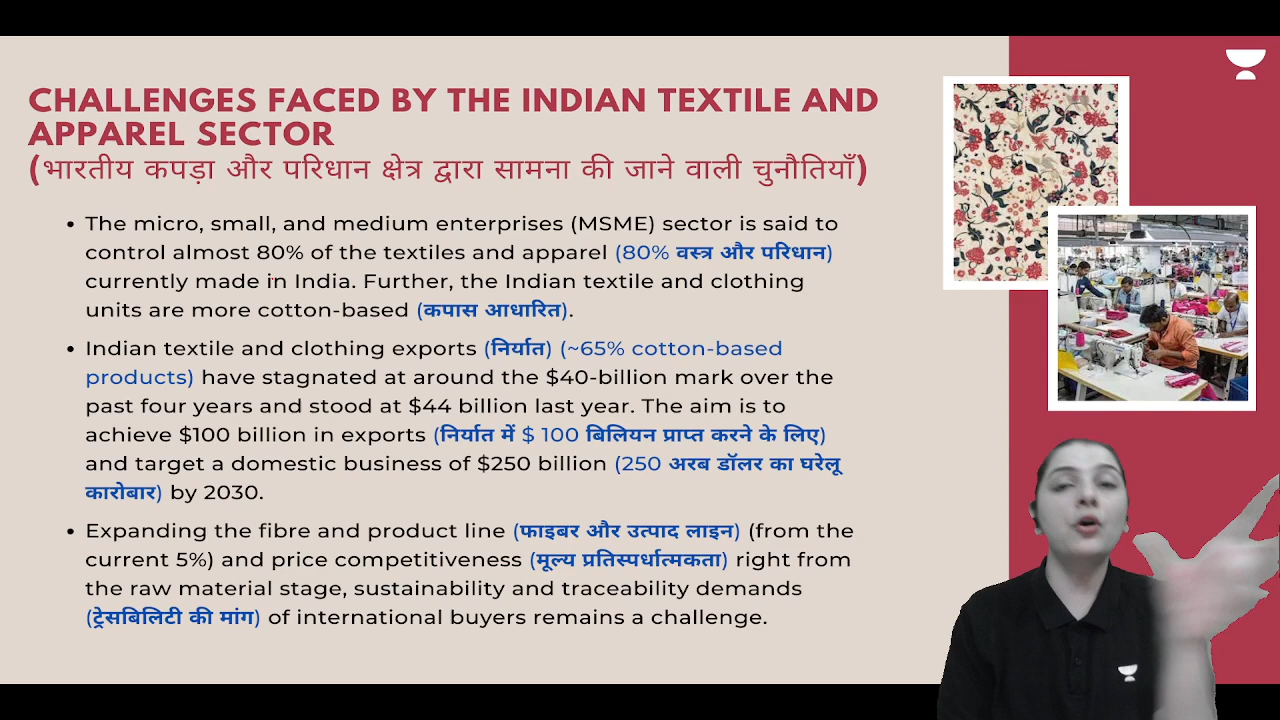 CHALLENGES FACED BY THE INDIAN TEXTILE AND
APPAREL SECTOR
(भारतीय कपड़ा और परिधान क्षेत्र द्वारा सामना की जाने वाली चुनौतियाँ)
• The micro, small, and medium enterprises (MSME) sector is said to
control almost 80% of the textiles and apparel (80% वस्त्र और परिधान)
currently made in India. Further, the Indian textile and clothing
units are more cotton-based (कपास आधारित).
• Indian textile and clothing exports (निर्यात) (~65% cotton-based
products) have stagnated at around the $40-billion mark over the
past four years and stood at $44 billion last year. The aim is to
achieve $100 billion in exports (निर्यात में $ 100 बिलियन प्राप्त करने के लिए)
and target a domestic business of $250 billion (250 अरब डॉलर का घरेलू
कारोबार) by 2030.
• Expanding the fibre and product line (फाइबर और उत्पाद लाइन) (from the
current 5%) and price competitiveness (मूल्य प्रतिस्पर्धात्मकता) right from
the raw material stage, sustainability and traceability demands
(ट्रेसबिलिटी की मांग) of international buyers remains a challenge.